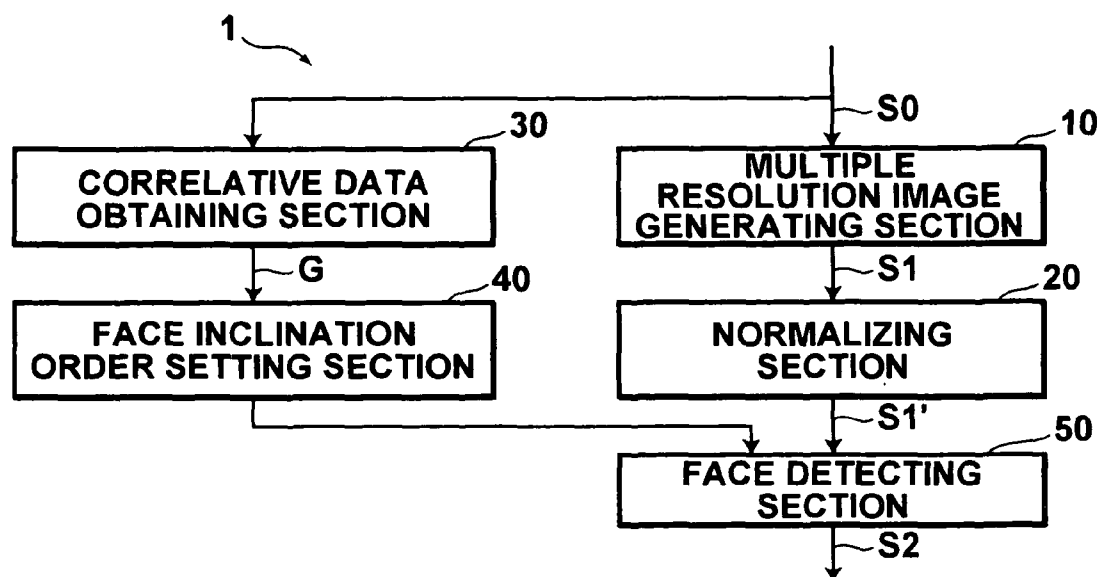 1
S0
30
CORRELATIVE DATA
OBTAINING SECTION
10
MULTIPLE
RESOLUTION IMAGE
GENERATING SECTION
G
S1
40
FACE INCLINATION
ORDER SETTING SECTION
20
NORMALIZING
SECTION
S1'
50
FACE DETECTING
SECTION
S2